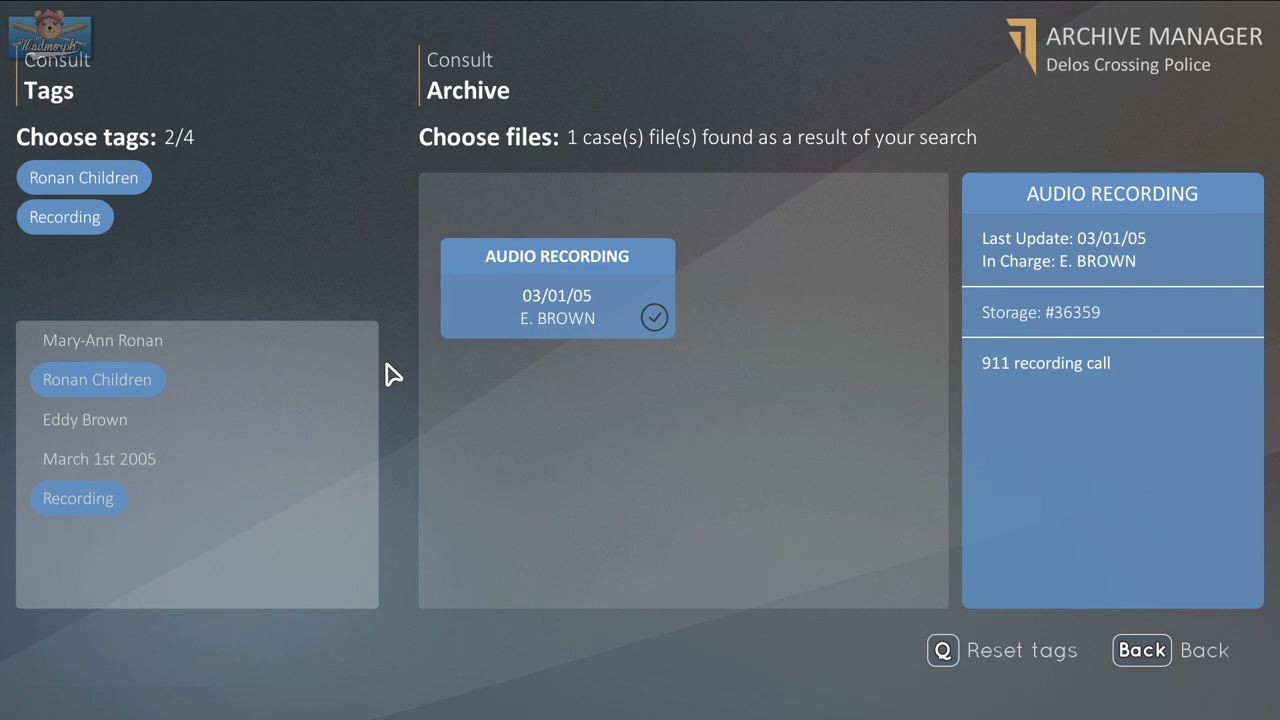 Madmorph
Consult
Tags
Choose tags: 2/4
Ronan Children
Recording
Mary-Ann Ronan
Ronan Children
Eddy Brown
March 1st 2005
Recording
Consult
Archive
Choose files: 1 case(s) file(s) found as a result of your search
AUDIO RECORDING
03/01/05
E. BROWN
ARCHIVE MANAGER
Delos Crossing Police
AUDIO RECORDING
Last Update: 03/01/05
In Charge: E. BROWN
Storage: #36359
911 recording call
Q Reset tags
Back Back